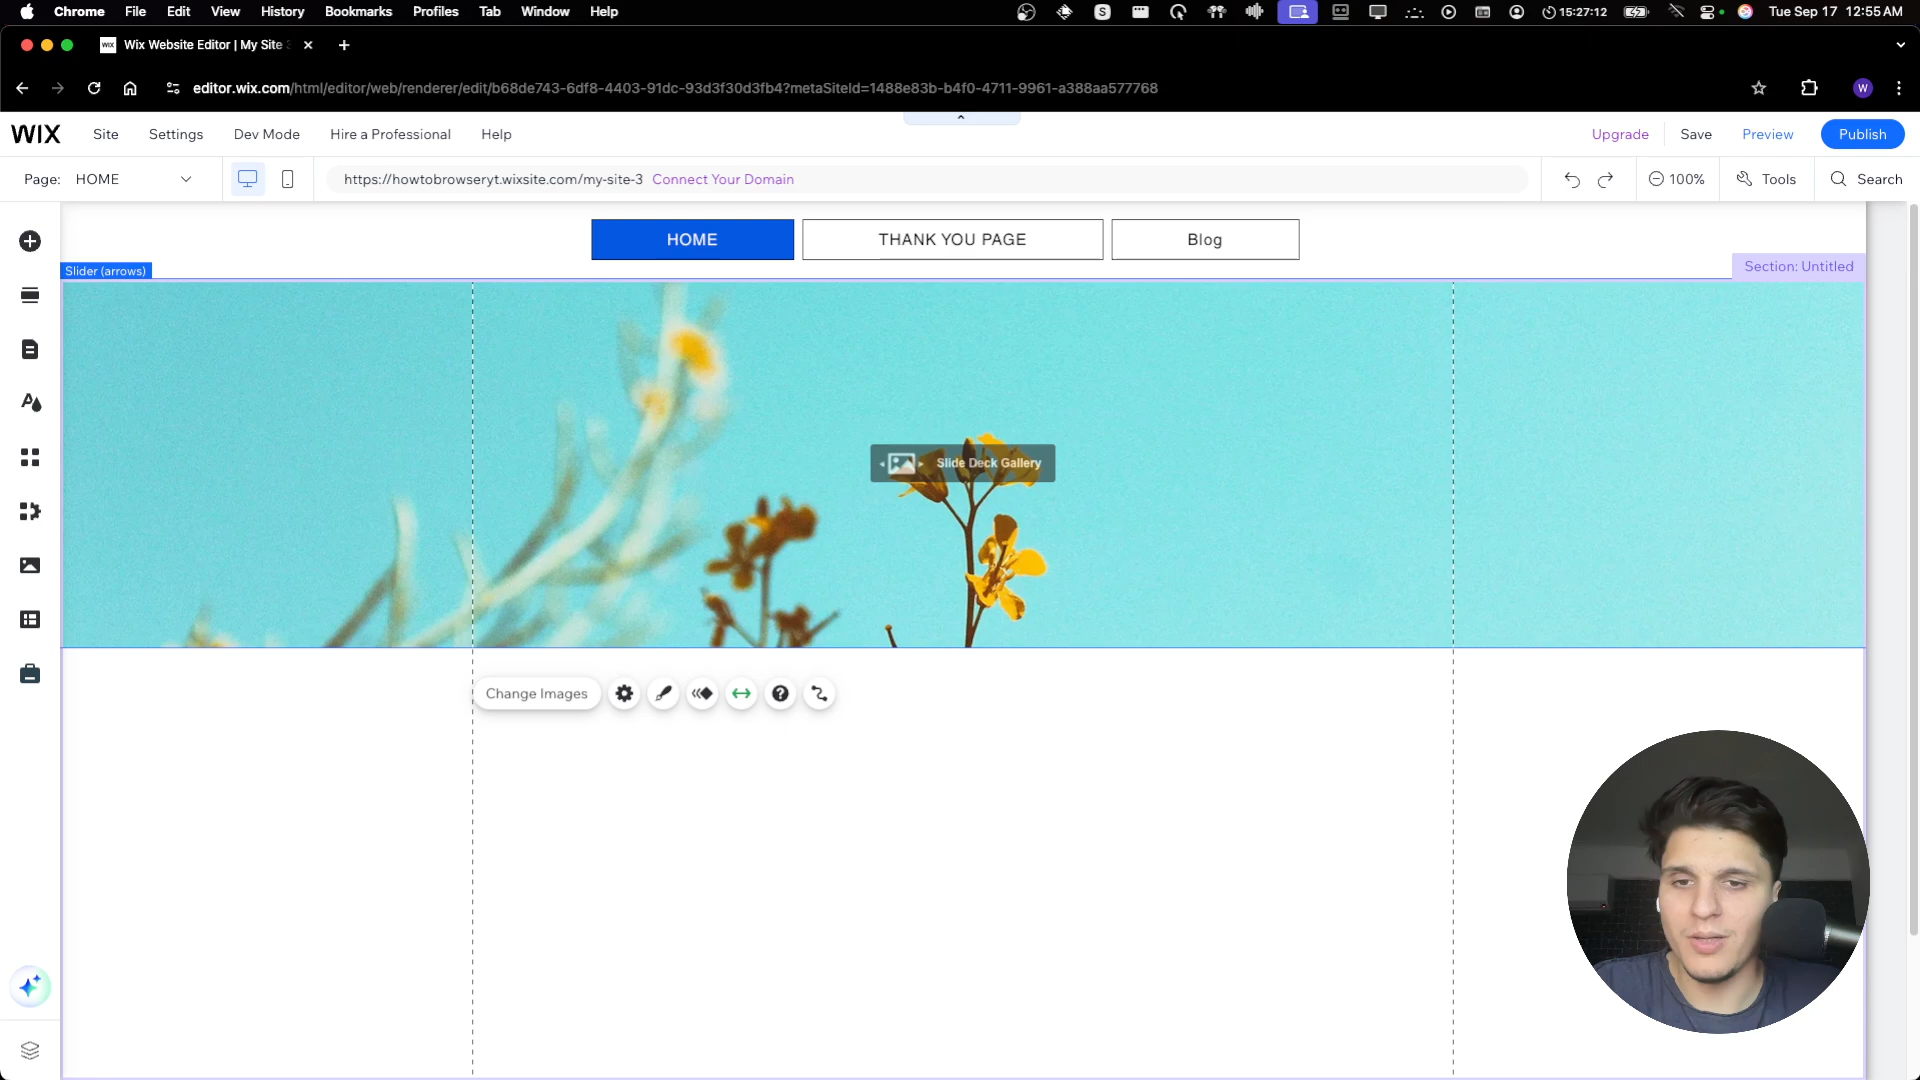 Chrome File Edit View History Bookmarks Profiles Tab Window Help S 15:27:12 Tue Sep 17 12:55 AM
WIX Wix Website Editor | My Site
editor.wix.com/html/editor/web/renderer/edit/b68de743-6df8-4403-91dc-93d3f30d3fb4?metaSiteId=1488e83b-b4f0-4711-9961-a388aa577768 W
WIX Site Settings Dev Mode Hire a Professional Help Upgrade Save Preview Publish
Page: HOME https://howtobrowseryt.wixsite.com/my-site-3 Connect Your Domain 100% Tools Search
HOME THANK YOU PAGE Blog
Slider (arrows) Section: Untitled
Slide Deck Gallery
Change Images